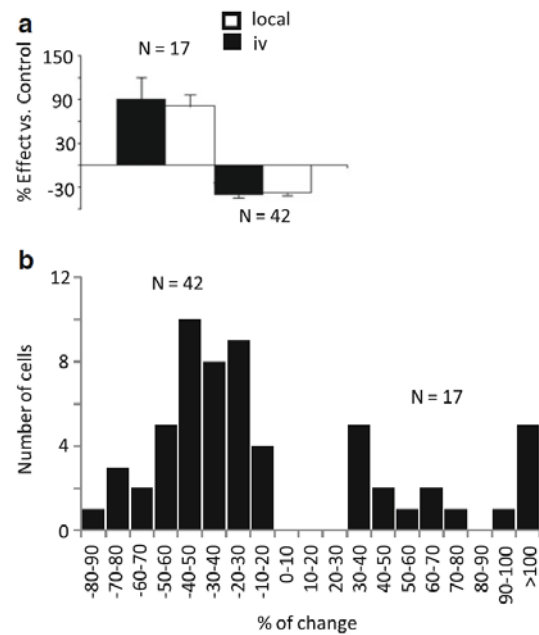 a
local
iv
N = 17
% Effect vs. Control
150
90
30
-30
N = 42
b
N = 42
N = 17
Number of cells
12
8
4
0
-80-90
-70-80
-60-70
-50-60
-40-50
-30-40
-20-30
-10-20
0-10
10-20
20-30
30-40
40-50
50-60
60-70
70-80
80-90
90-100
>100
% of change